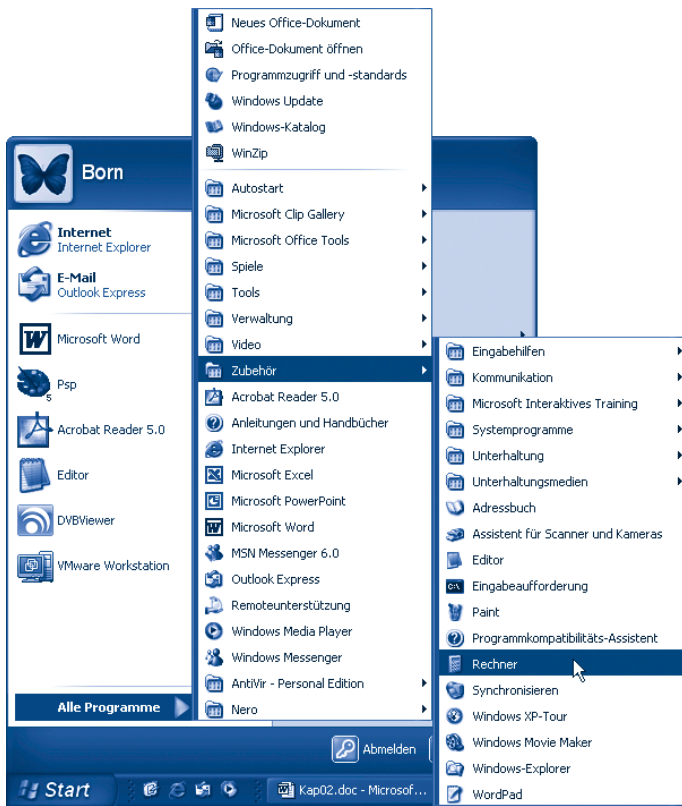 Born
Internet
Internet Explorer
E-Mail
Outlook Express
Microsoft Word
Psp
5
Acrobat Reader 5.0
Editor
DVBViewer
VMware Workstation
Alle Programme
Neues Office-Dokument
Office-Dokument öffnen
Programmzugriff und -standards
Windows Update
Windows-Katalog
WinZip
Autostart
Microsoft Clip Gallery
Microsoft Office Tools
Spiele
Tools
Verwaltung
Video
Zubehör
Acrobat Reader 5.0
Anleitungen und Handbücher
Internet Explorer
Microsoft Excel
Microsoft PowerPoint
Microsoft Word
MSN Messenger 6.0
Outlook Express
Remoteunterstützung
Windows Media Player
Windows Messenger
AntiVir - Personal Edition
Nero
Eingabehilfen
Kommunikation
Microsoft Interaktives Training
Systemprogramme
Unterhaltung
Unterhaltungsmedien
Adressbuch
Assistent für Scanner und Kameras
Editor
Eingabeaufforderung
Paint
Programmkompatibilitäts-Assistent
Rechner
Synchronisieren
Windows XP-Tour
Windows Movie Maker
Windows-Explorer
WordPad
Abmelden
Start
Kap02.doc - Microsof...